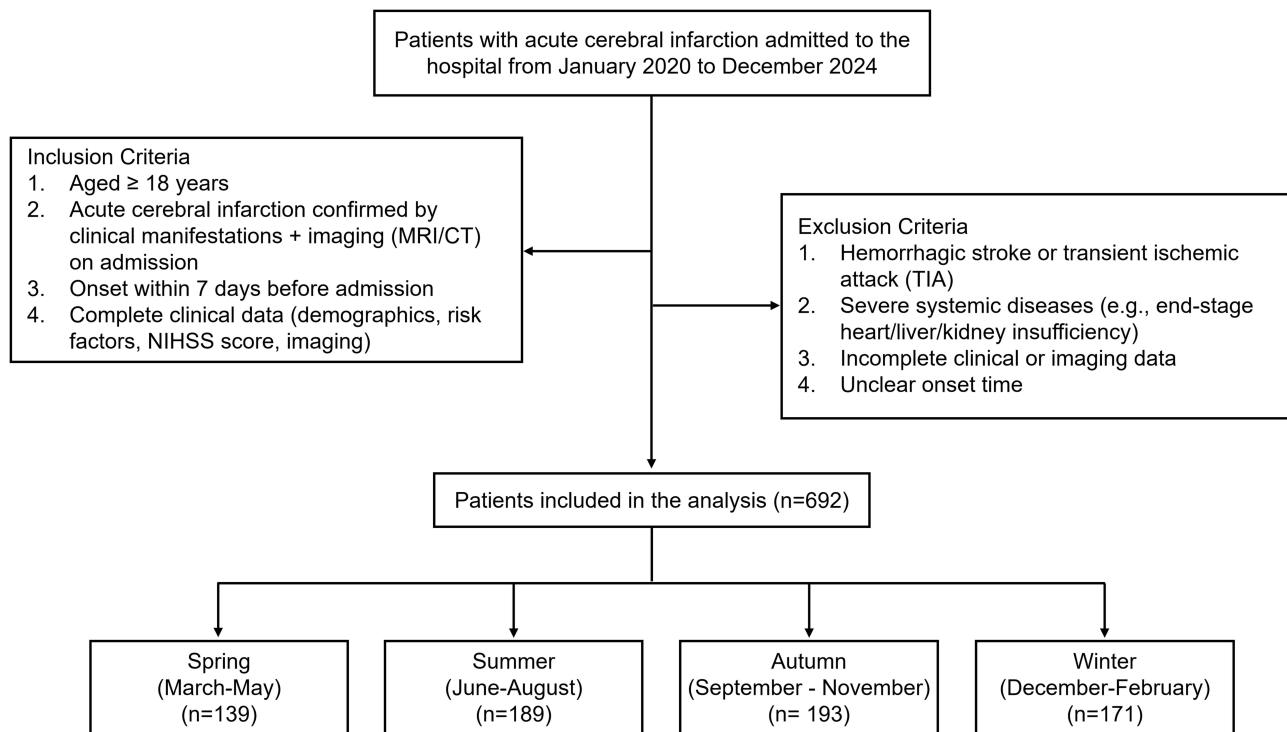 Patients with acute cerebral infarction admitted to the
hospital from January 2020 to December 2024
Inclusion Criteria
1. Aged ≥ 18 years
2. Acute cerebral infarction confirmed by
clinical manifestations + imaging (MRI/CT)
on admission
3. Onset within 7 days before admission
4. Complete clinical data (demographics, risk
factors, NIHSS score, imaging)
Exclusion Criteria
1. Hemorrhagic stroke or transient ischemic
attack (TIA)
2. Severe systemic diseases (e.g., end-stage
heart/liver/kidney insufficiency)
3. Incomplete clinical or imaging data
4. Unclear onset time
Patients included in the analysis (n=692)
Spring
(March-May)
(n=139)
Summer
(June-August)
(n=189)
Autumn
(September - November)
(n= 193)
Winter
(December-February)
(n=171)